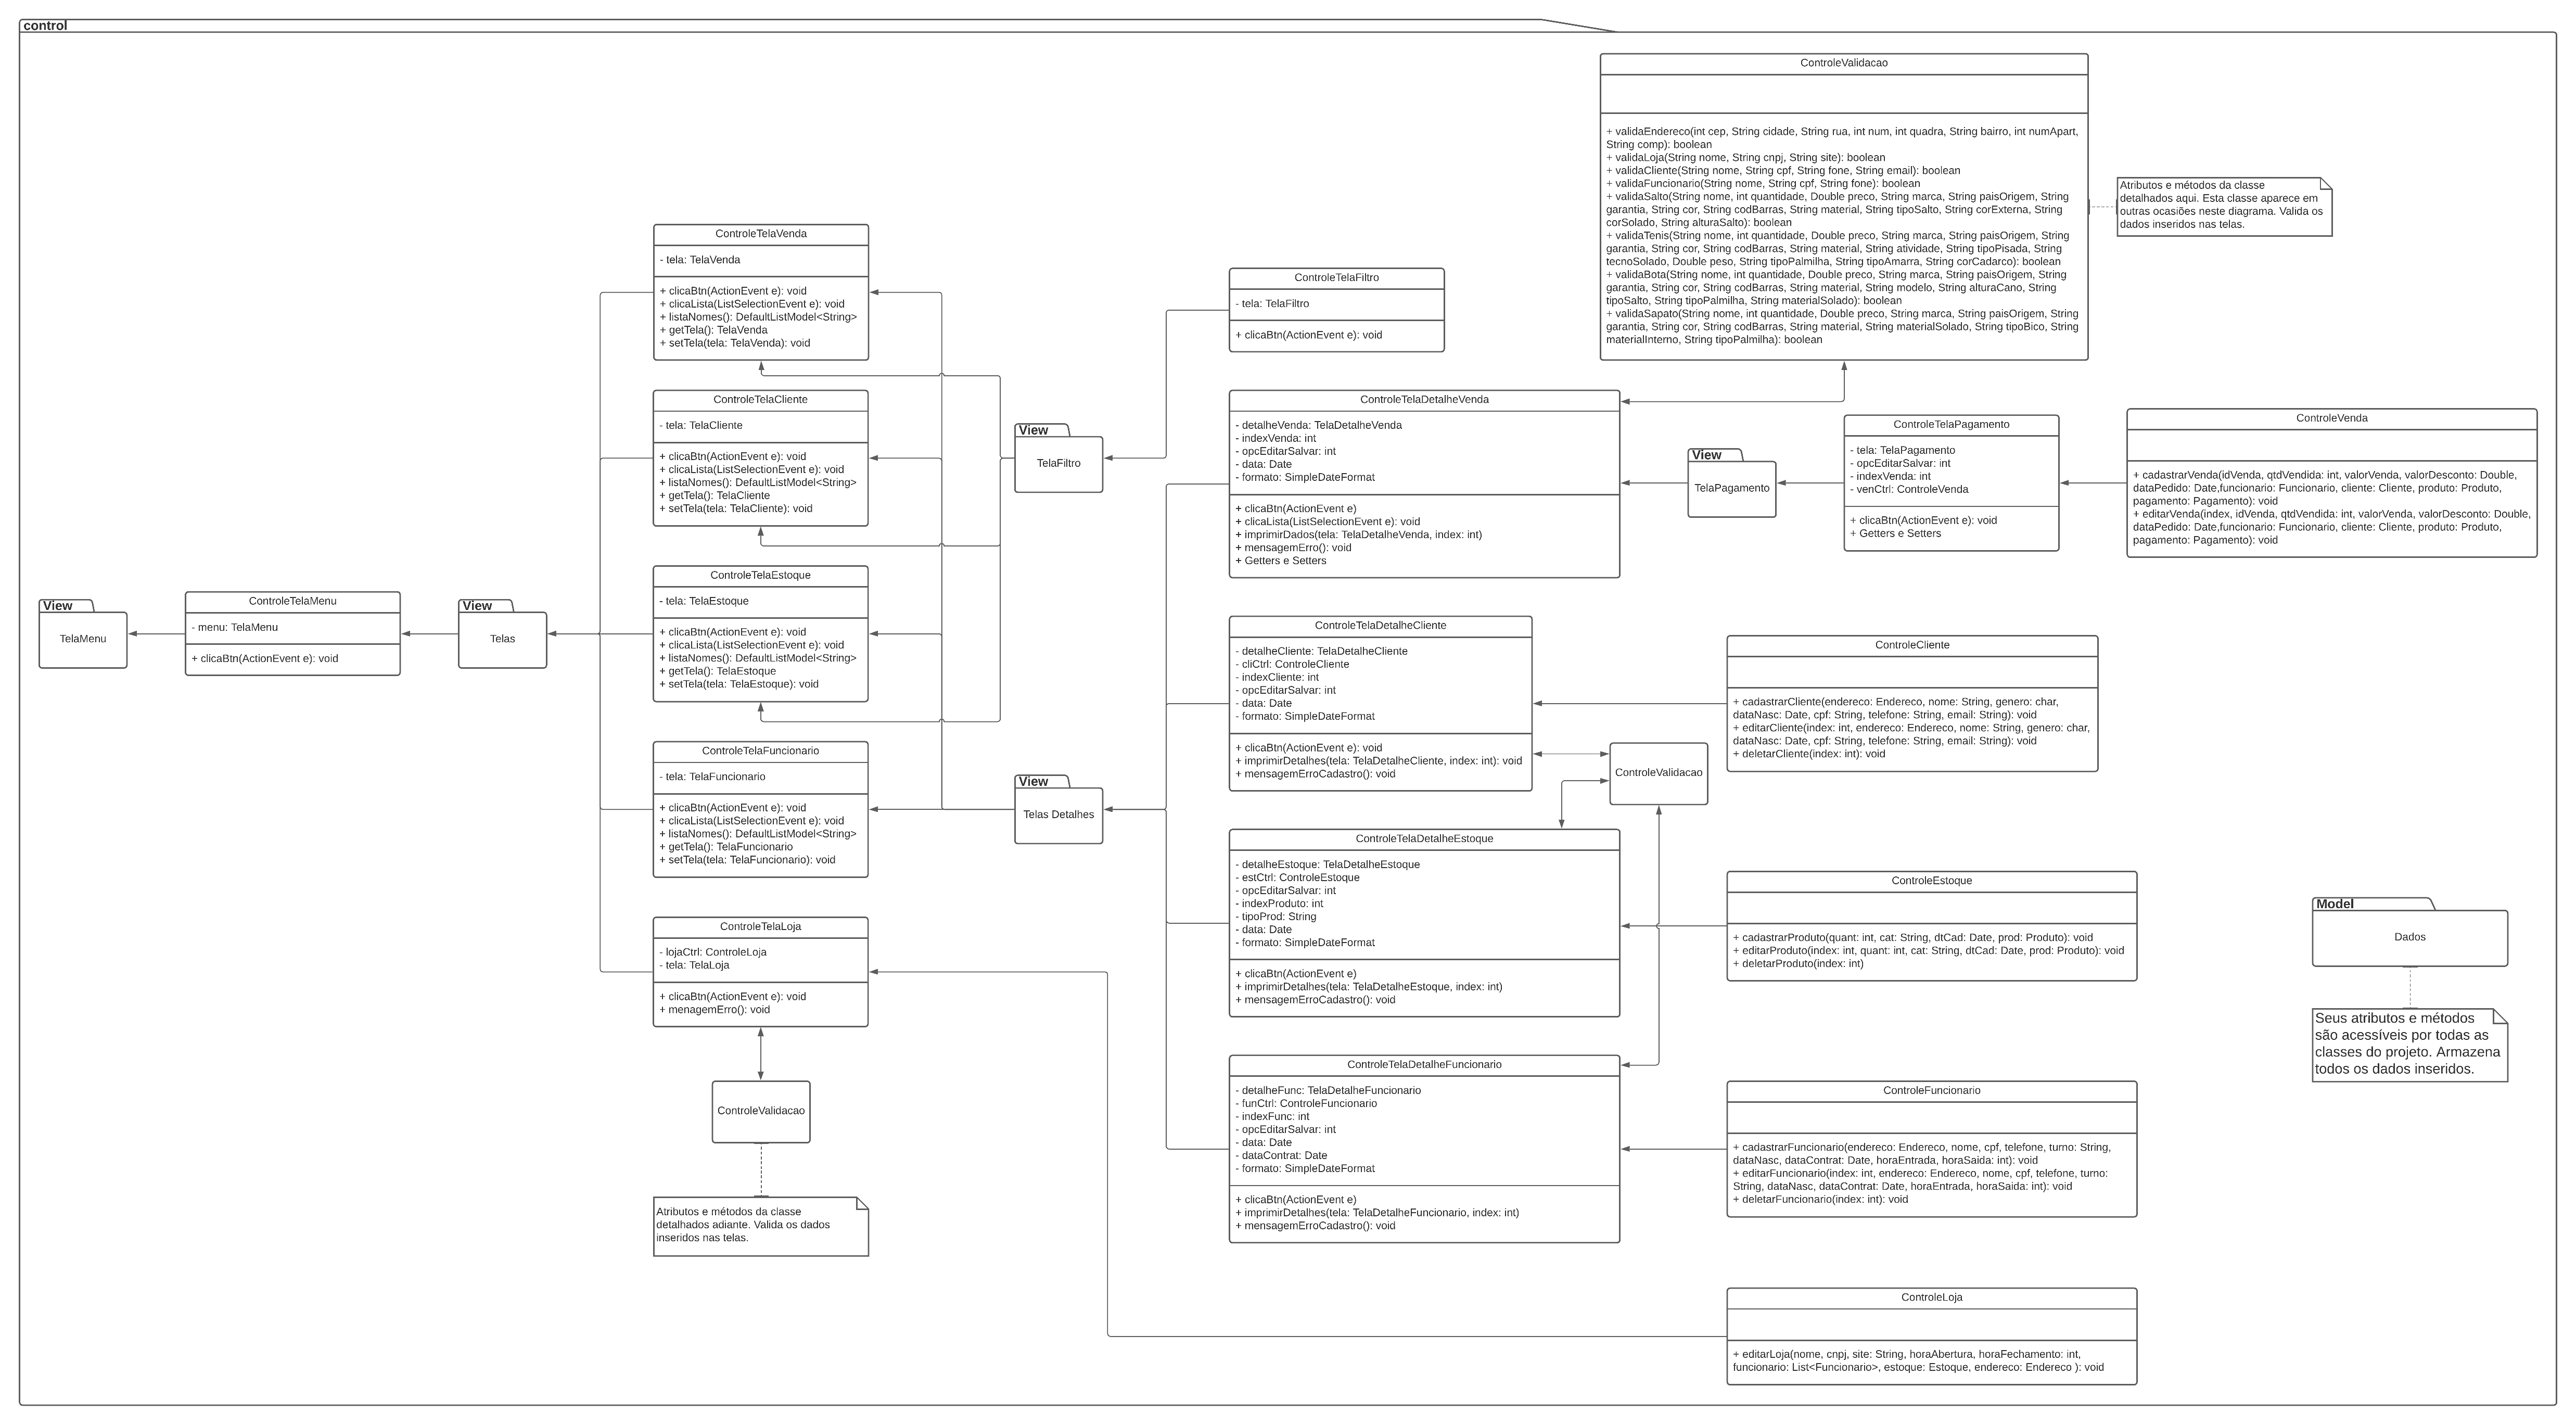 control
View
TelaMenu
ControleTelaMenu
- menu: TelaMenu
+ clicaBtn(ActionEvent e): void
View
Telas
ControleTelaVenda
- tela: TelaVenda
+ clicaBtn(ActionEvent e): void
+ clicaLista(ListSelectionEvent e): void
+ listaNomes(): DefaultListModel<String>
+ getTela(): TelaVenda
+ setTela(tela: TelaVenda): void
ControleTelaCliente
- tela: TelaCliente
+ clicaBtn(ActionEvent e): void
+ clicaLista(ListSelectionEvent e): void
+ listaNomes(): DefaultListModel<String>
+ getTela(): TelaCliente
+ setTela(tela: TelaCliente): void
ControleTelaEstoque
- tela: TelaEstoque
+ clicaBtn(ActionEvent e): void
+ clicaLista(ListSelectionEvent e): void
+ listaNomes(): DefaultListModel<String>
+ getTela(): TelaEstoque
+ setTela(tela: TelaEstoque): void
ControleTelaFuncionario
- tela: TelaFuncionario
+ clicaBtn(ActionEvent e): void
+ clicaLista(ListSelectionEvent e): void
+ listaNomes(): DefaultListModel<String>
+ getTela(): TelaFuncionario
+ setTela(tela: TelaFuncionario): void
ControleTelaLoja
- lojaCtrl: ControleLoja
- tela: TelaLoja
+ clicaBtn(ActionEvent e): void
+ menagemErro(): void
ControleValidacao
Atributos e métodos da classe
detalhados adiante. Valida os dados
inseridos nas telas.
View
TelaFiltro
View
Telas Detalhes
ControleTelaFiltro
- tela: TelaFiltro
+ clicaBtn(ActionEvent e): void
ControleTelaDetalheVenda
- detalheVenda: TelaDetalheVenda
- indexVenda: int
- opcEditarSalvar: int
- data: Date
- formato: SimpleDateFormat
+ clicaBtn(ActionEvent e)
+ clicaLista(ListSelectionEvent e): void
+ imprimirDados(tela: TelaDetalheVenda, index: int)
+ mensagemErro(): void
+ Getters e Setters
ControleTelaDetalheCliente
- detalheCliente: TelaDetalheCliente
- cliCtrl: ControleCliente
- indexCliente: int
- opcEditarSalvar: int
- data: Date
- formato: SimpleDateFormat
+ clicaBtn(ActionEvent e): void
+ imprimirDetalhes(tela: TelaDetalheCliente, index: int): void
+ mensagemErroCadastro(): void
ControleValidacao
ControleTelaDetalheEstoque
- detalheEstoque: TelaDetalheEstoque
- estCtrl: ControleEstoque
- opcEditarSalvar: int
- indexProduto: int
- tipoProd: String
- data: Date
- formato: SimpleDateFormat
+ clicaBtn(ActionEvent e)
+ imprimirDetalhes(tela: TelaDetalheEstoque, index: int)
+ mensagemErroCadastro(): void
ControleTelaDetalheFuncionario
- detalheFunc: TelaDetalheFuncionario
- funCtrl: ControleFuncionario
- indexFunc: int
- opcEditarSalvar: int
- data: Date
- dataContrat: Date
- formato: SimpleDateFormat
+ clicaBtn(ActionEvent e)
+ imprimirDetalhes(tela: TelaDetalheFuncionario, index: int)
+ mensagemErroCadastro(): void
ControleValidacao
+ validaEndereco(int cep, String cidade, String rua, int num, int quadra, String bairro, int numApart,
String comp): boolean
+ validaLoja(String nome, String cnpj, String site): boolean
+ validaCliente(String nome, String cpf, String fone, String email): boolean
+ validaFuncionario(String nome, String cpf, String fone): boolean
+ validaSalto(String nome, int quantidade, Double preco, String marca, String paisOrigem, String
garantia, String cor, String codBarras, String material, String tipoSalto, String corExterna, String
corSolado, String alturaSalto): boolean
+ validaTenis(String nome, int quantidade, Double preco, String marca, String paisOrigem, String
garantia, String cor, String codBarras, String material, String atividade, String tipoPisada, String
tecnoSolado, Double peso, String tipoPalmilha, String tipoAmarra, String corCadarco): boolean
+ validaBota(String nome, int quantidade, Double preco, String marca, String paisOrigem, String
garantia, String cor, String codBarras, String material, String modelo, String alturaCano, String
tipoSalto, String tipoPalmilha, String materialSolado): boolean
+ validaSapato(String nome, int quantidade, Double preco, String marca, String paisOrigem, String
garantia, String cor, String codBarras, String material, String materialSolado, String tipoBico, String
materialInterno, String tipoPalmilha): boolean
Atributos e métodos da classe
detalhados aqui. Esta classe aparece em
outras ocasiões neste diagrama. Valida os
dados inseridos nas telas.
View
TelaPagamento
ControleTelaPagamento
- tela: TelaPagamento
- opcEditarSalvar: int
- indexVenda: int
- venCtrl: ControleVenda
+ clicaBtn(ActionEvent e): void
+ Getters e Setters
ControleVenda
+ cadastrarVenda(idVenda, qtdVendida: int, valorVenda, valorDesconto: Double,
dataPedido: Date,funcionario: Funcionario, cliente: Cliente, produto: Produto,
pagamento: Pagamento): void
+ editarVenda(index, idVenda, qtdVendida: int, valorVenda, valorDesconto: Double,
dataPedido: Date,funcionario: Funcionario, cliente: Cliente, produto: Produto,
pagamento: Pagamento): void
ControleCliente
+ cadastrarCliente(endereco: Endereco, nome: String, genero: char,
dataNasc: Date, cpf: String, telefone: String, email: String): void
+ editarCliente(index: int, endereco: Endereco, nome: String, genero: char,
dataNasc: Date, cpf: String, telefone: String, email: String): void
+ deletarCliente(index: int): void
ControleEstoque
+ cadastrarProduto(quant: int, cat: String, dtCad: Date, prod: Produto): void
+ editarProduto(index: int, quant: int, cat: String, dtCad: Date, prod: Produto): void
+ deletarProduto(index: int)
ControleFuncionario
+ cadastrarFuncionario(endereco: Endereco, nome, cpf, telefone, turno: String,
dataNasc, dataContrat: Date, horaEntrada, horaSaida: int): void
+ editarFuncionario(index: int, endereco: Endereco, nome, cpf, telefone, turno:
String, dataNasc, dataContrat: Date, horaEntrada, horaSaida: int): void
+ deletarFuncionario(index: int): void
ControleLoja
+ editarLoja(nome, cnpj, site: String, horaAbertura, horaFechamento: int,
funcionario: List<Funcionario>, estoque: Estoque, endereco: Endereco ): void
Model
Dados
Seus atributos e métodos
são acessíveis por todas as
classes do projeto. Armazena
todos os dados inseridos.